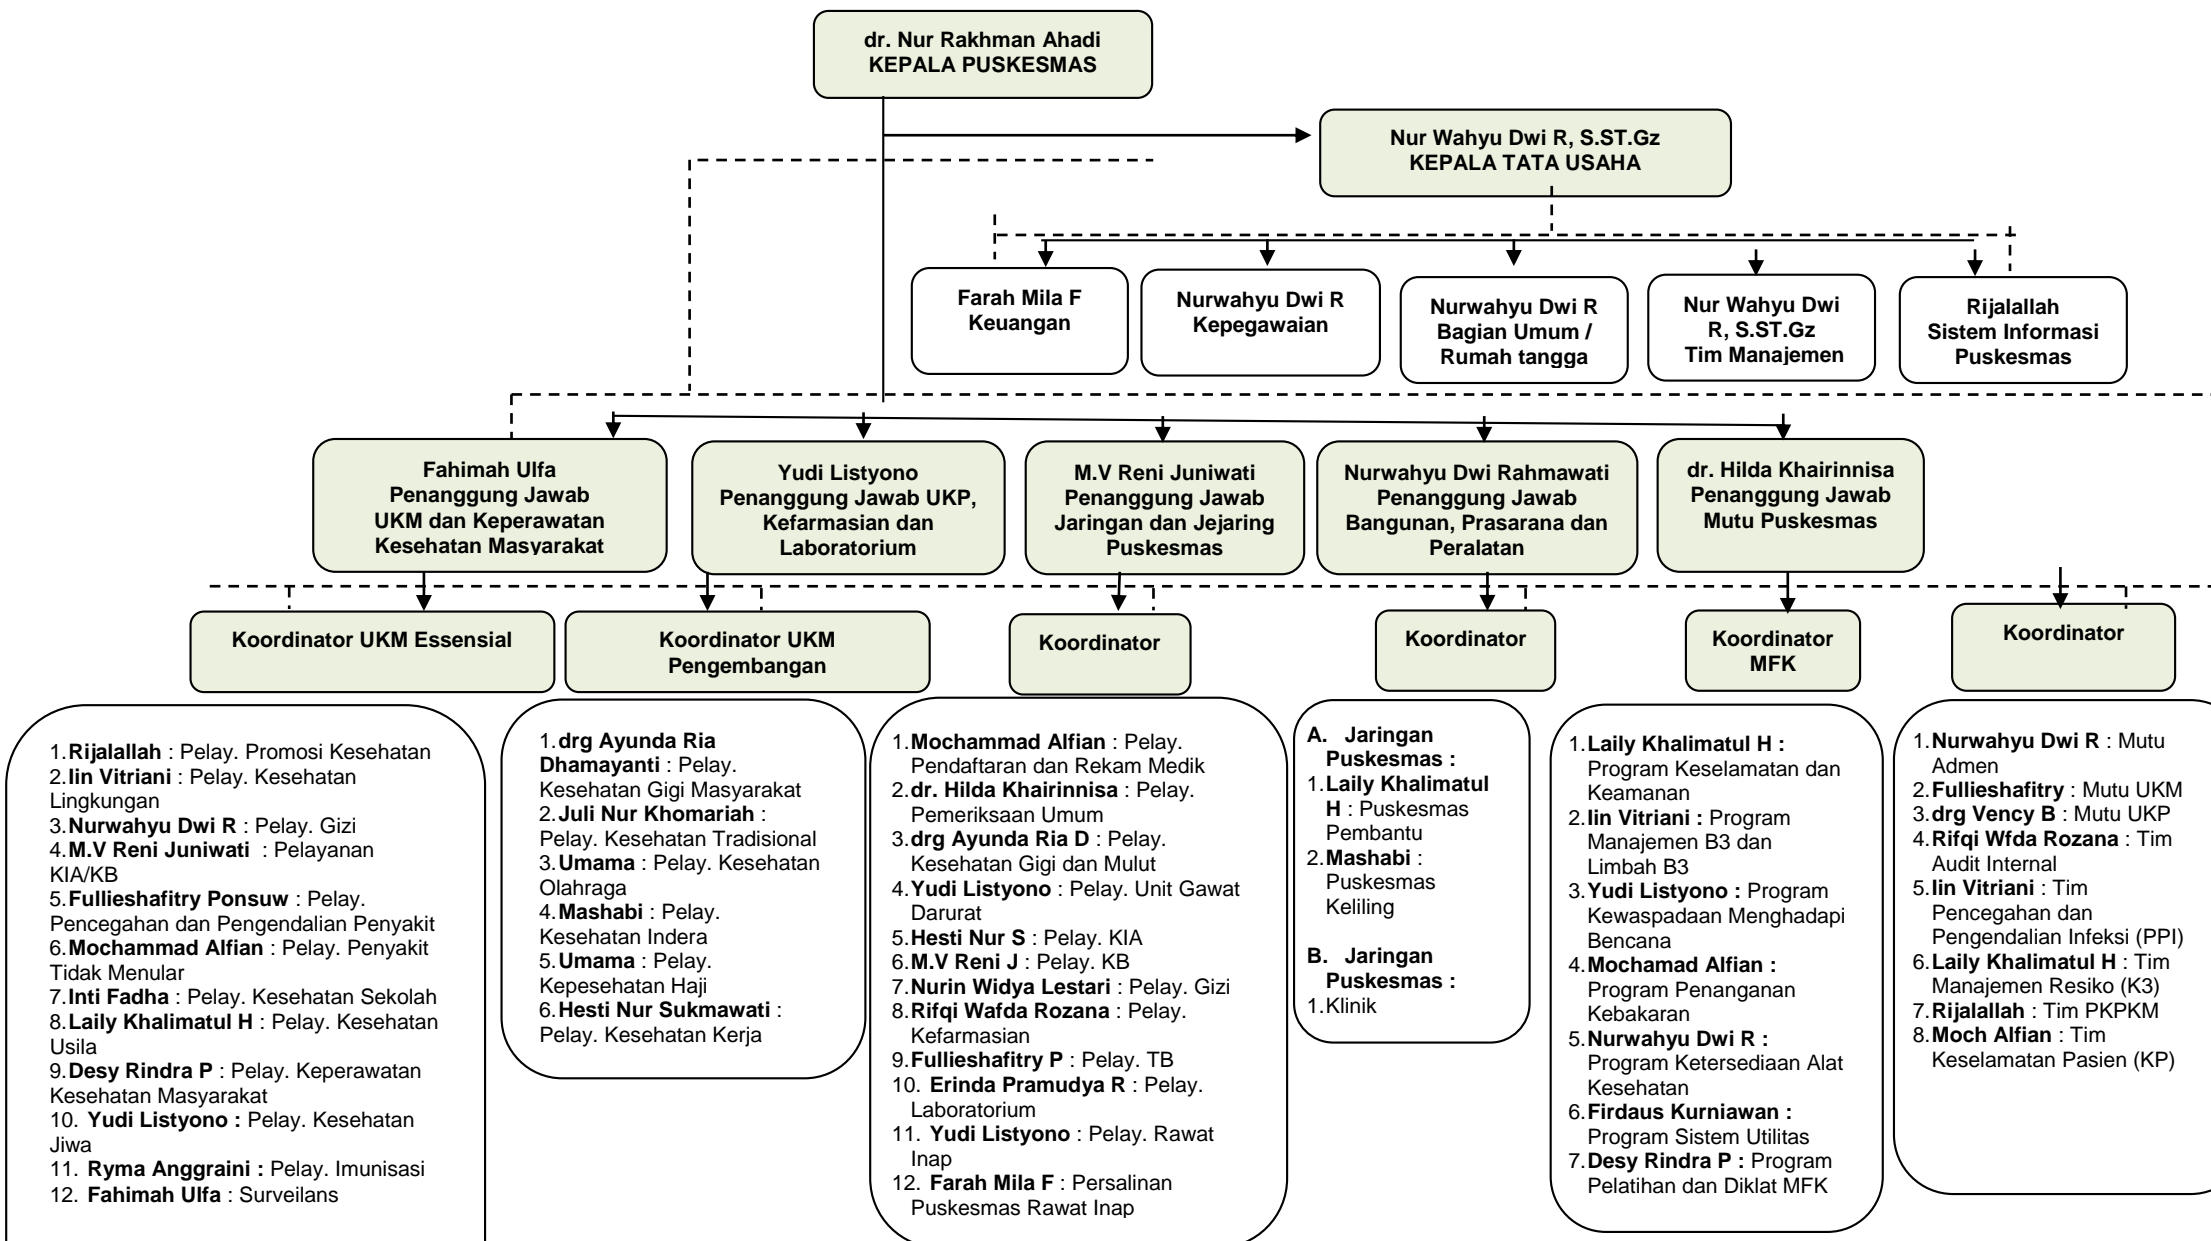 dr. Nur Rakhman Ahadi
KEPALA PUSKESMAS
Nur Wahyu Dwi R, S.ST.Gz
KEPALA TATA USAHA
Farah Mila F
Keuangan
Nurwahyu Dwi R
Kepegawaian
Nurwahyu Dwi R
Bagian Umum /
Rumah tangga
Nur Wahyu Dwi
R, S.ST.Gz
Tim Manajemen
Rijalallah
Sistem Informasi
Puskesmas
Fahimah Ulfa
Penanggung Jawab
UKM dan Keperawatan
Kesehatan Masyarakat
Yudi Listyono
Penanggung Jawab UKP,
Kefarmasian dan
Laboratorium
M.V Reni Juniwati
Penanggung Jawab
Jaringan dan Jejaring
Puskesmas
Nurwahyu Dwi Rahmawati
Penanggung Jawab
Bangunan, Prasarana dan
Peralatan
dr. Hilda Khairinnisa
Penanggung Jawab
Mutu Puskesmas
Koordinator UKM Essensial
Koordinator UKM
Pengembangan
Koordinator
Koordinator
Koordinator
MFK
Koordinator
1.Rijalallah : Pelay. Promosi Kesehatan
2.Iin Vitriani : Pelay. Kesehatan
Lingkungan
3.Nurwahyu Dwi R : Pelay. Gizi
4.M.V Reni Juniwati : Pelayanan
KIA/KB
5.Fullieshafitry Ponsuw : Pelay.
Pencegahan dan Pengendalian Penyakit
6.Mochammad Alfian : Pelay. Penyakit
Tidak Menular
7.Inti Fadha : Pelay. Kesehatan Sekolah
8.Laily Khalimatul H : Pelay. Kesehatan
Usila
9.Desy Rindra P : Pelay. Keperawatan
Kesehatan Masyarakat
10. Yudi Listyono : Pelay. Kesehatan
Jiwa
11. Ryma Anggraini : Pelay. Imunisasi
12. Fahimah Ulfa : Surveilans
1.drg Ayunda Ria
Dhamayanti : Pelay.
Kesehatan Gigi Masyarakat
2.Juli Nur Khomariah :
Pelay. Kesehatan Tradisional
3.Umama : Pelay. Kesehatan
Olahraga
4.Mashabi : Pelay.
Kesehatan Indera
5.Umama : Pelay.
Kepesehatan Haji
6.Hesti Nur Sukmawati :
Pelay. Kesehatan Kerja
1.Mochammad Alfian : Pelay.
Pendaftaran dan Rekam Medik
2.dr. Hilda Khairinnisa : Pelay.
Pemeriksaan Umum
3.drg Ayunda Ria D : Pelay.
Kesehatan Gigi dan Mulut
4.Yudi Listyono : Pelay. Unit Gawat
Darurat
5.Hesti Nur S : Pelay. KIA
6.M.V Reni J : Pelay. KB
7.Nurin Widya Lestari : Pelay. Gizi
8.Rifqi Wafda Rozana : Pelay.
Kefarmasian
9.Fullieshafitry P : Pelay. TB
10. Erinda Pramudya R : Pelay.
Laboratorium
11. Yudi Listyono : Pelay. Rawat
Inap
12. Farah Mila F : Persalinan
Puskesmas Rawat Inap
A. Jaringan
Puskesmas :
1.Laily Khalimatul
H : Puskesmas
Pembantu
2.Mashabi :
Puskesmas
Keliling
B. Jaringan
Puskesmas :
1.Klinik
1.Laily Khalimatul H :
Program Keselamatan dan
Keamanan
2.Iin Vitriani : Program
Manajemen B3 dan
Limbah B3
3.Yudi Listyono : Program
Kewaspadaan Menghadapi
Bencana
4.Mochamad Alfian :
Program Penanganan
Kebakaran
5.Nurwahyu Dwi R :
Program Ketersediaan Alat
Kesehatan
6.Firdaus Kurniawan :
Program Sistem Utilitas
7.Desy Rindra P : Program
Pelatihan dan Diklat MFK
1.Nurwahyu Dwi R : Mutu
Admen
2.Fullieshafitry : Mutu UKM
3.drg Vency B : Mutu UKP
4.Rifqi Wfda Rozana : Tim
Audit Internal
5.Iin Vitriani : Tim
Pencegahan dan
Pengendalian Infeksi (PPI)
6.Laily Khalimatul H : Tim
Manajemen Resiko (K3)
7.Rijalallah : Tim PKPKM
8.Moch Alfian : Tim
Keselamatan Pasien (KP)